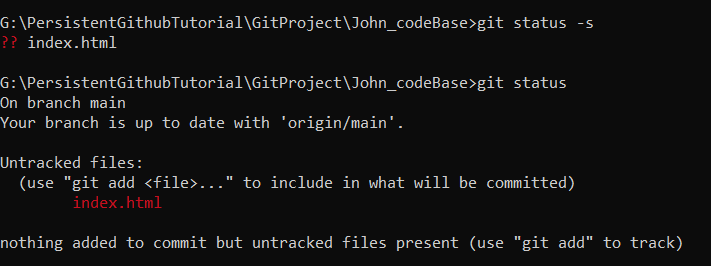 G:\PersistentGithubTutorial\GitProject\John_codeBase>git status -s
?? index.html
G:\PersistentGithubTutorial\GitProject\John_codeBase>git status
On branch main
Your branch is up to date with 'origin/main'.
Untracked files:
(use "git add <file>..." to include in what will be committed)
index.html
nothing added to commit but untracked files present (use "git add" to track)